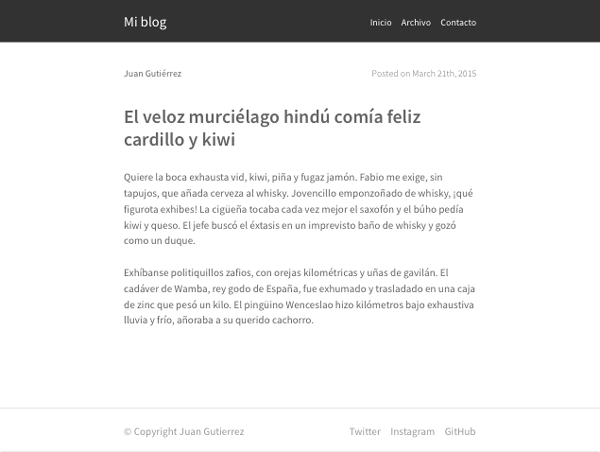 Mi blog Inicio Archivo Contacto
Juan Gutiérrez Posted on March 21th, 2015
El veloz murciélago hindú comía feliz
cardillo y kiwi
Quiere la boca exhausta vid, kiwi, piña y fugaz jamón. Fabio me exige, sin
tapujos, que añada cerveza al whisky. Jovencillo emponzoñado de whisky, ¡qué
figurota exhibes! La cigüeña tocaba cada vez mejor el saxofón y el búho pedía
kiwi y queso. El jefe buscó el éxtasis en un imprevisto baño de whisky y gozó
como un duque.
Exhíbanse politiquillos zafios, con orejas kilométricas y uñas de gavilán. El
cadáver de Wamba, rey godo de España, fue exhumado y trasladado en una caja
de zinc que pesó un kilo. El pingüino Wenceslao hizo kilómetros bajo exhaustiva
lluvia y frío, añoraba a su querido cachorro.
© Copyright Juan Gutierrez Twitter Instagram GitHub